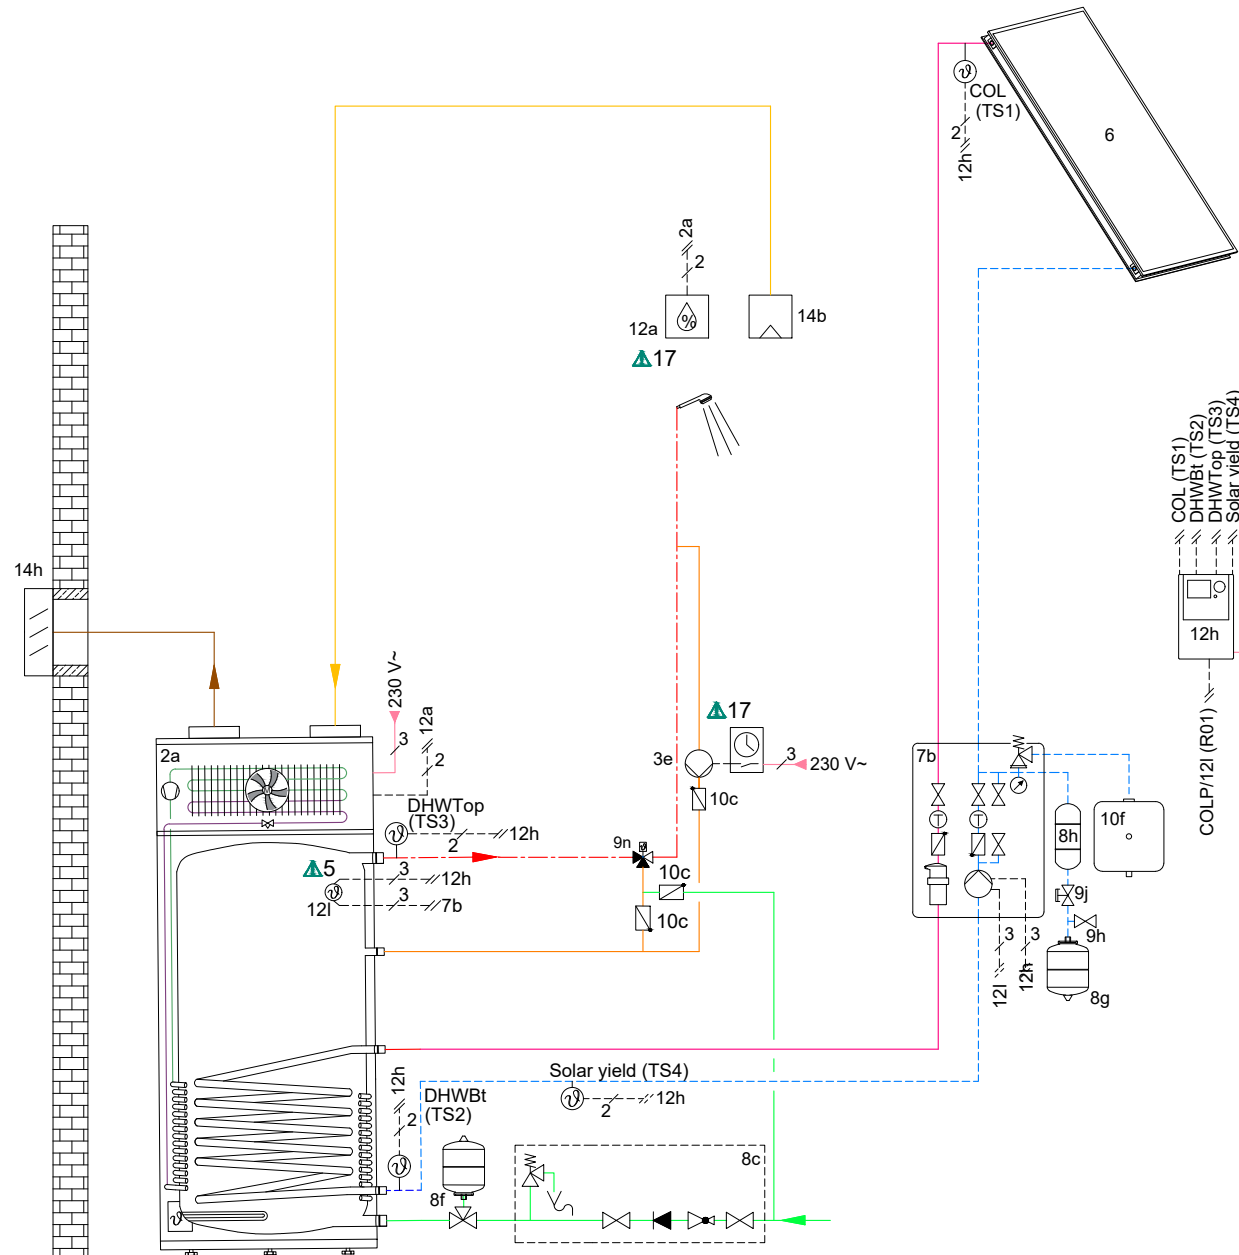 COL
(TS1)
2
12h
6
2a
2
12a
17
14b
COL (TS1)
DHWBt (TS2)
DHWTop (TS3)
Solar yield (TS4)
12h
COLP/12l (R01)
14h
230 V~
3
12a
2
2a
17
3e
3
230 V~
10c
7b
T
T
8h
10f
9j
9h
8g
3
3
12l
12h
DHWTop
(TS3)
2
12h
9n
5
3
12h
12l
3
7b
10c
10c
Solar yield (TS4)
2
12h
12h
2
DHWBt
(TS2)
8f
8c
%